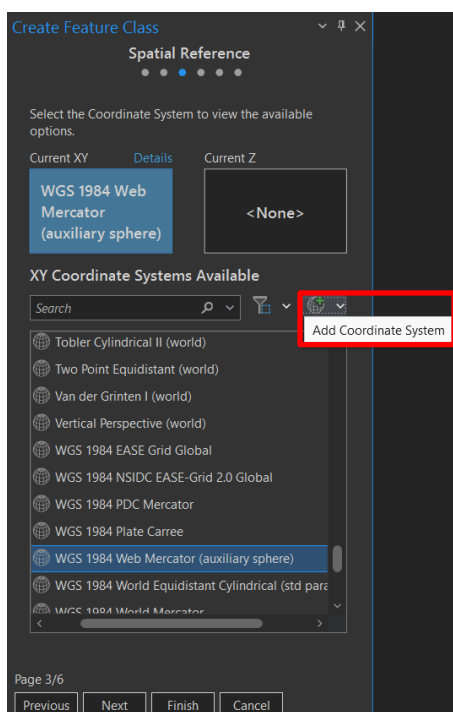 Create Feature Class
Spatial Reference
Select the Coordinate System to view the available
options.
Current XY Details Current Z
WGS 1984 Web
Mercator
(auxiliary sphere)
<None>
XY Coordinate Systems Available
Search
Add Coordinate System
Tobler Cylindrical II (world)
Two Point Equidistant (world)
Van der Grinten I (world)
Vertical Perspective (world)
WGS 1984 EASE Grid Global
WGS 1984 NSIDC EASE-Grid 2.0 Global
WGS 1984 PDC Mercator
WGS 1984 Plate Carree
WGS 1984 Web Mercator (auxiliary sphere)
WGS 1984 World Equidistant Cylindrical (std para
WGS 1984 World Mercator
Page 3/6
Previous Next Finish Cancel